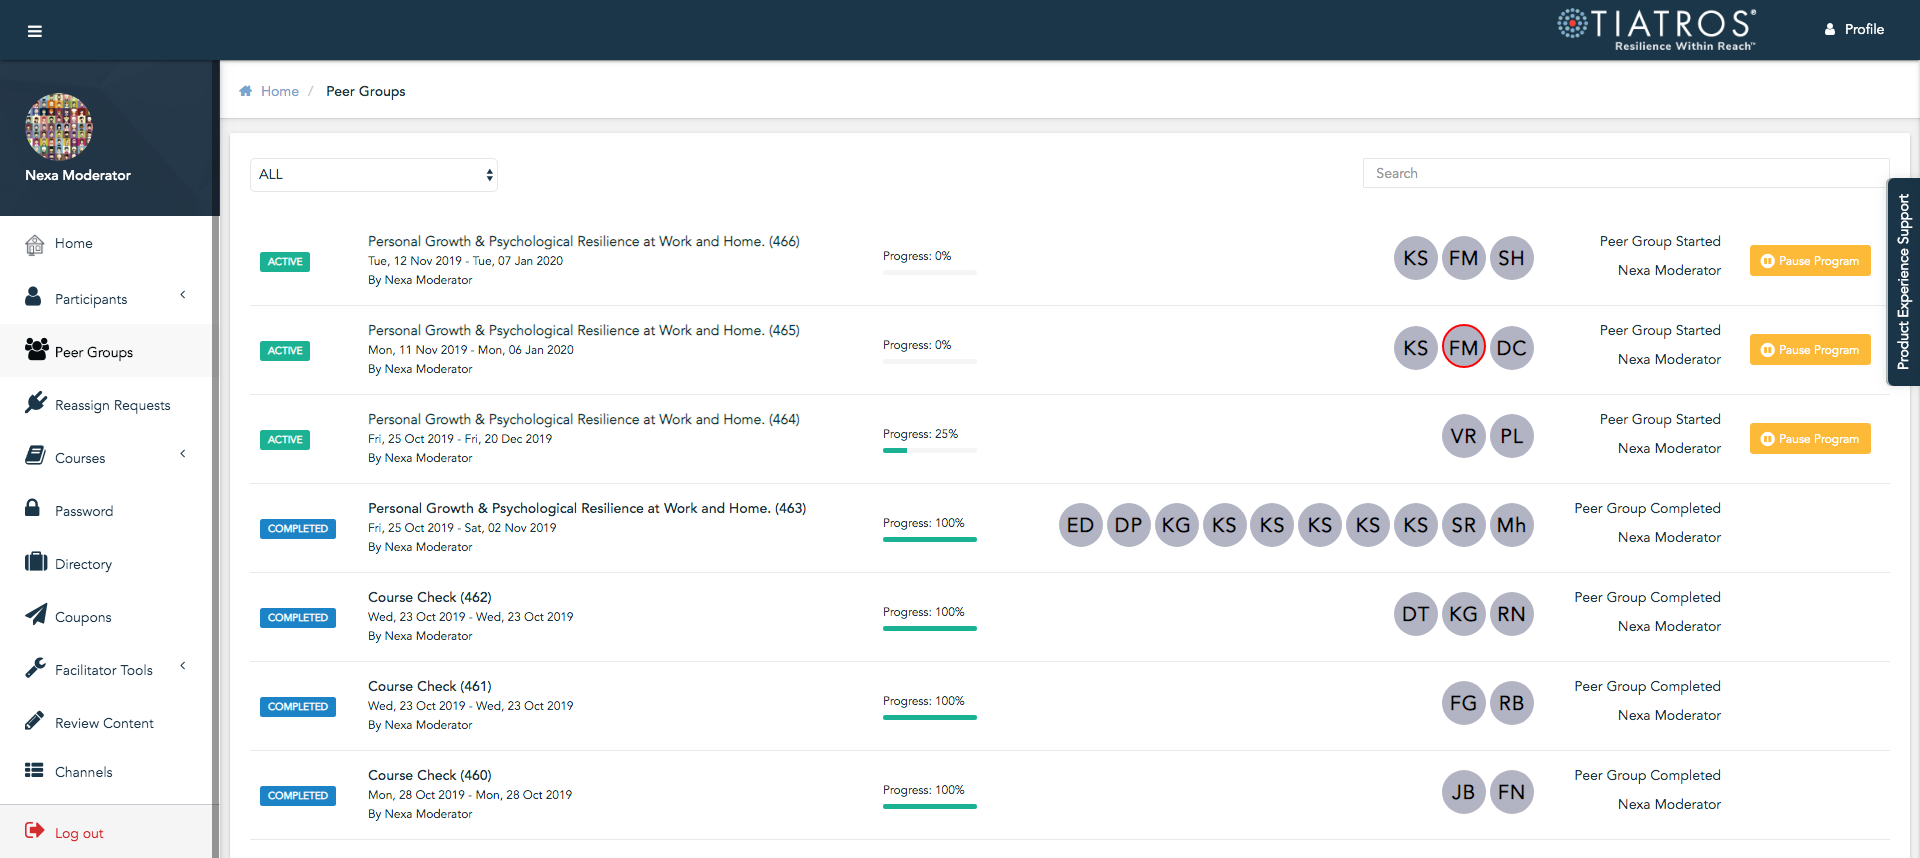 TIATROS®
Resilience Within Reach™
Profile
Nexa Moderator
Home
Participants
Peer Groups
Reassign Requests
Courses
Password
Directory
Coupons
Facilitator Tools
Review Content
Channels
Log out
Home / Peer Groups
ALL
Search
Product Experience Support
ACTIVE
Personal Growth & Psychological Resilience at Work and Home. (466)
Tue, 12 Nov 2019 - Tue, 07 Jan 2020
By Nexa Moderator
Progress: 0%
KS FM SH
Peer Group Started
Nexa Moderator
Pause Program
ACTIVE
Personal Growth & Psychological Resilience at Work and Home. (465)
Mon, 11 Nov 2019 - Mon, 06 Jan 2020
By Nexa Moderator
Progress: 0%
KS FM DC
Peer Group Started
Nexa Moderator
Pause Program
ACTIVE
Personal Growth & Psychological Resilience at Work and Home. (464)
Fri, 25 Oct 2019 - Fri, 20 Dec 2019
By Nexa Moderator
Progress: 25%
VR PL
Peer Group Started
Nexa Moderator
Pause Program
COMPLETED
Personal Growth & Psychological Resilience at Work and Home. (463)
Fri, 25 Oct 2019 - Sat, 02 Nov 2019
By Nexa Moderator
Progress: 100%
ED DP KG KS KS KS KS KS SR Mh
Peer Group Completed
Nexa Moderator
COMPLETED
Course Check (462)
Wed, 23 Oct 2019 - Wed, 23 Oct 2019
By Nexa Moderator
Progress: 100%
DT KG RN
Peer Group Completed
Nexa Moderator
COMPLETED
Course Check (461)
Wed, 23 Oct 2019 - Wed, 23 Oct 2019
By Nexa Moderator
Progress: 100%
FG RB
Peer Group Completed
Nexa Moderator
COMPLETED
Course Check (460)
Mon, 28 Oct 2019 - Mon, 28 Oct 2019
By Nexa Moderator
Progress: 100%
JB FN
Peer Group Completed
Nexa Moderator